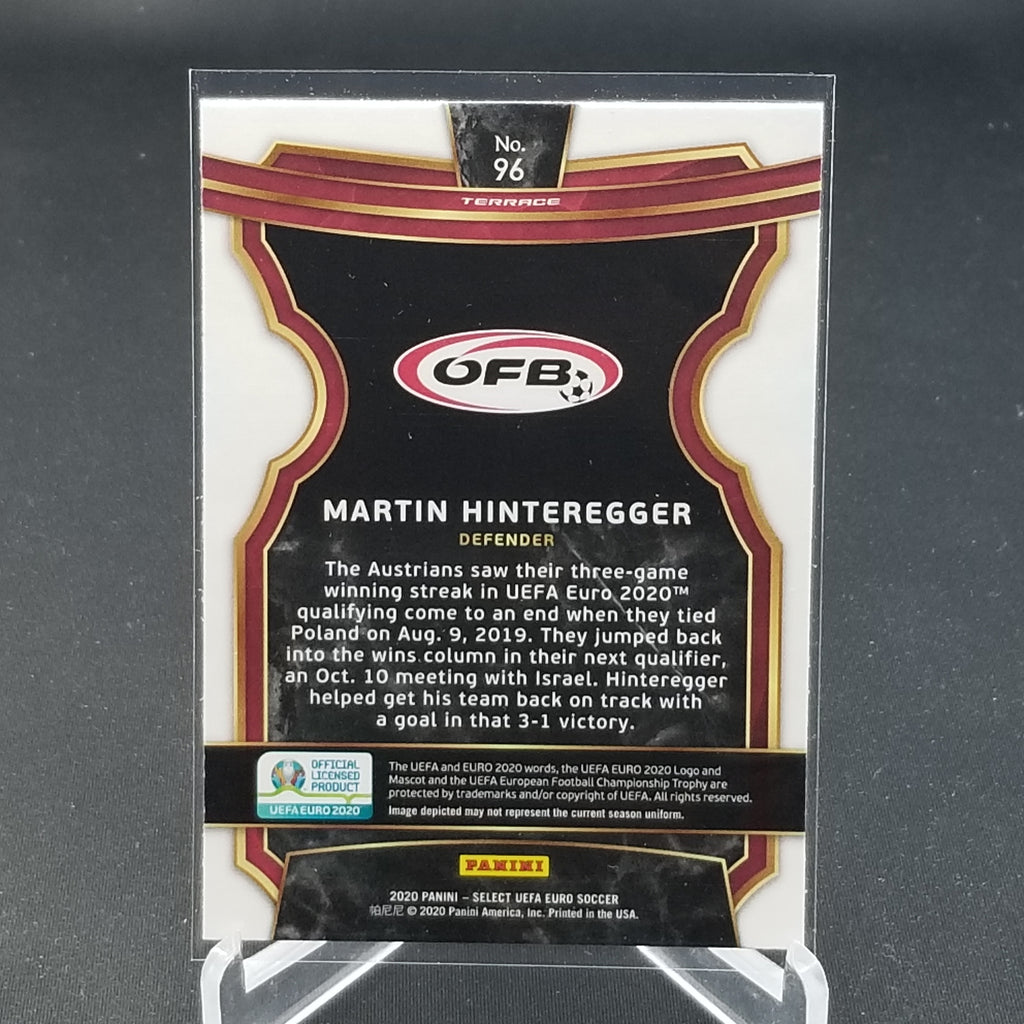 No.
96
TERRACE
ÖFB
MARTIN HINTEREGGER
DEFENDER
The Austrians saw their three-game
winning streak in UEFA Euro 2020™
qualifying come to an end when they tied
Poland on Aug. 9, 2019. They jumped back
into the wins column in their next qualifier,
an Oct. 10 meeting with Israel. Hinteregger
helped get his team back on track with
a goal in that 3-1 victory.
OFFICIAL
LICENSED
PRODUCT
UEFA EURO 2020
The UEFA and EURO 2020 words, the UEFA EURO 2020 Logo and
Mascot and the UEFA European Football Championship Trophy are
protected by trademarks and/or copyright of UEFA. All rights reserved.
Image depicted may not represent the current season uniform.
PANINI
2020 PANINI – SELECT UEFA EURO SOCCER
帕尼尼 © 2020 Panini America, Inc. Printed in the USA.